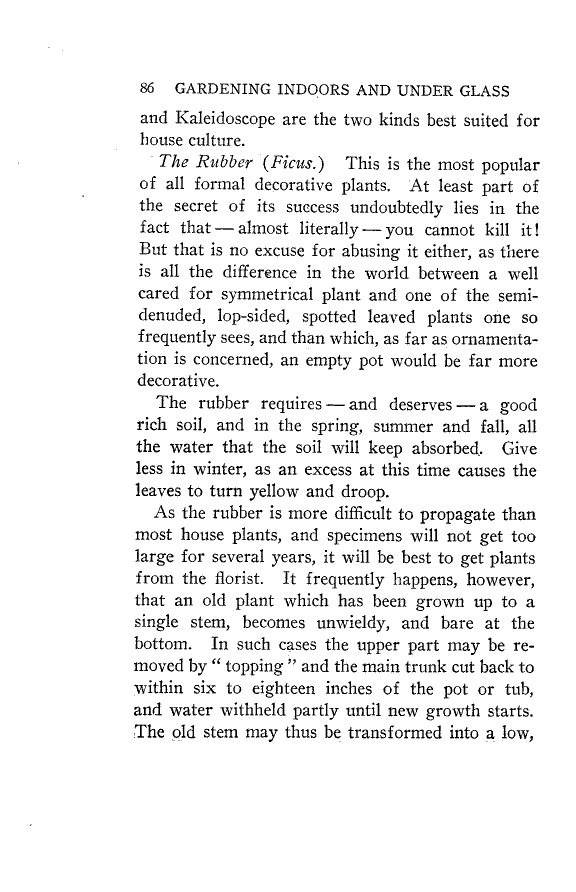 86 GARDENING INDOORS AND UNDER GLASS
and Kaleidoscope are the two kinds best suited for
house culture.
The Rubber (Ficus.) This is the most popular
of all formal decorative plants. At least part of
the secret of its success undoubtedly lies in the
fact that — almost literally — you cannot kill it!
But that is no excuse for abusing it either, as there
is all the difference in the world between a well
cared for symmetrical plant and one of the semi-
denuded, lop-sided, spotted leaved plants one so
frequently sees, and than which, as far as ornamenta-
tion is concerned, an empty pot would be far more
decorative.
The rubber requires — and deserves — a good
rich soil, and in the spring, summer and fall, all
the water that the soil will keep absorbed. Give
less in winter, as an excess at this time causes the
leaves to turn yellow and droop.
As the rubber is more difficult to propagate than
most house plants, and specimens will not get too
large for several years, it will be best to get plants
from the florist. It frequently happens, however,
that an old plant which has been grown up to a
single stem, becomes unwieldy, and bare at the
bottom. In such cases the upper part may be re-
moved by “ topping ” and the main trunk cut back to
within six to eighteen inches of the pot or tub,
and water withheld partly until new growth starts.
The old stem may thus be transformed into a low,